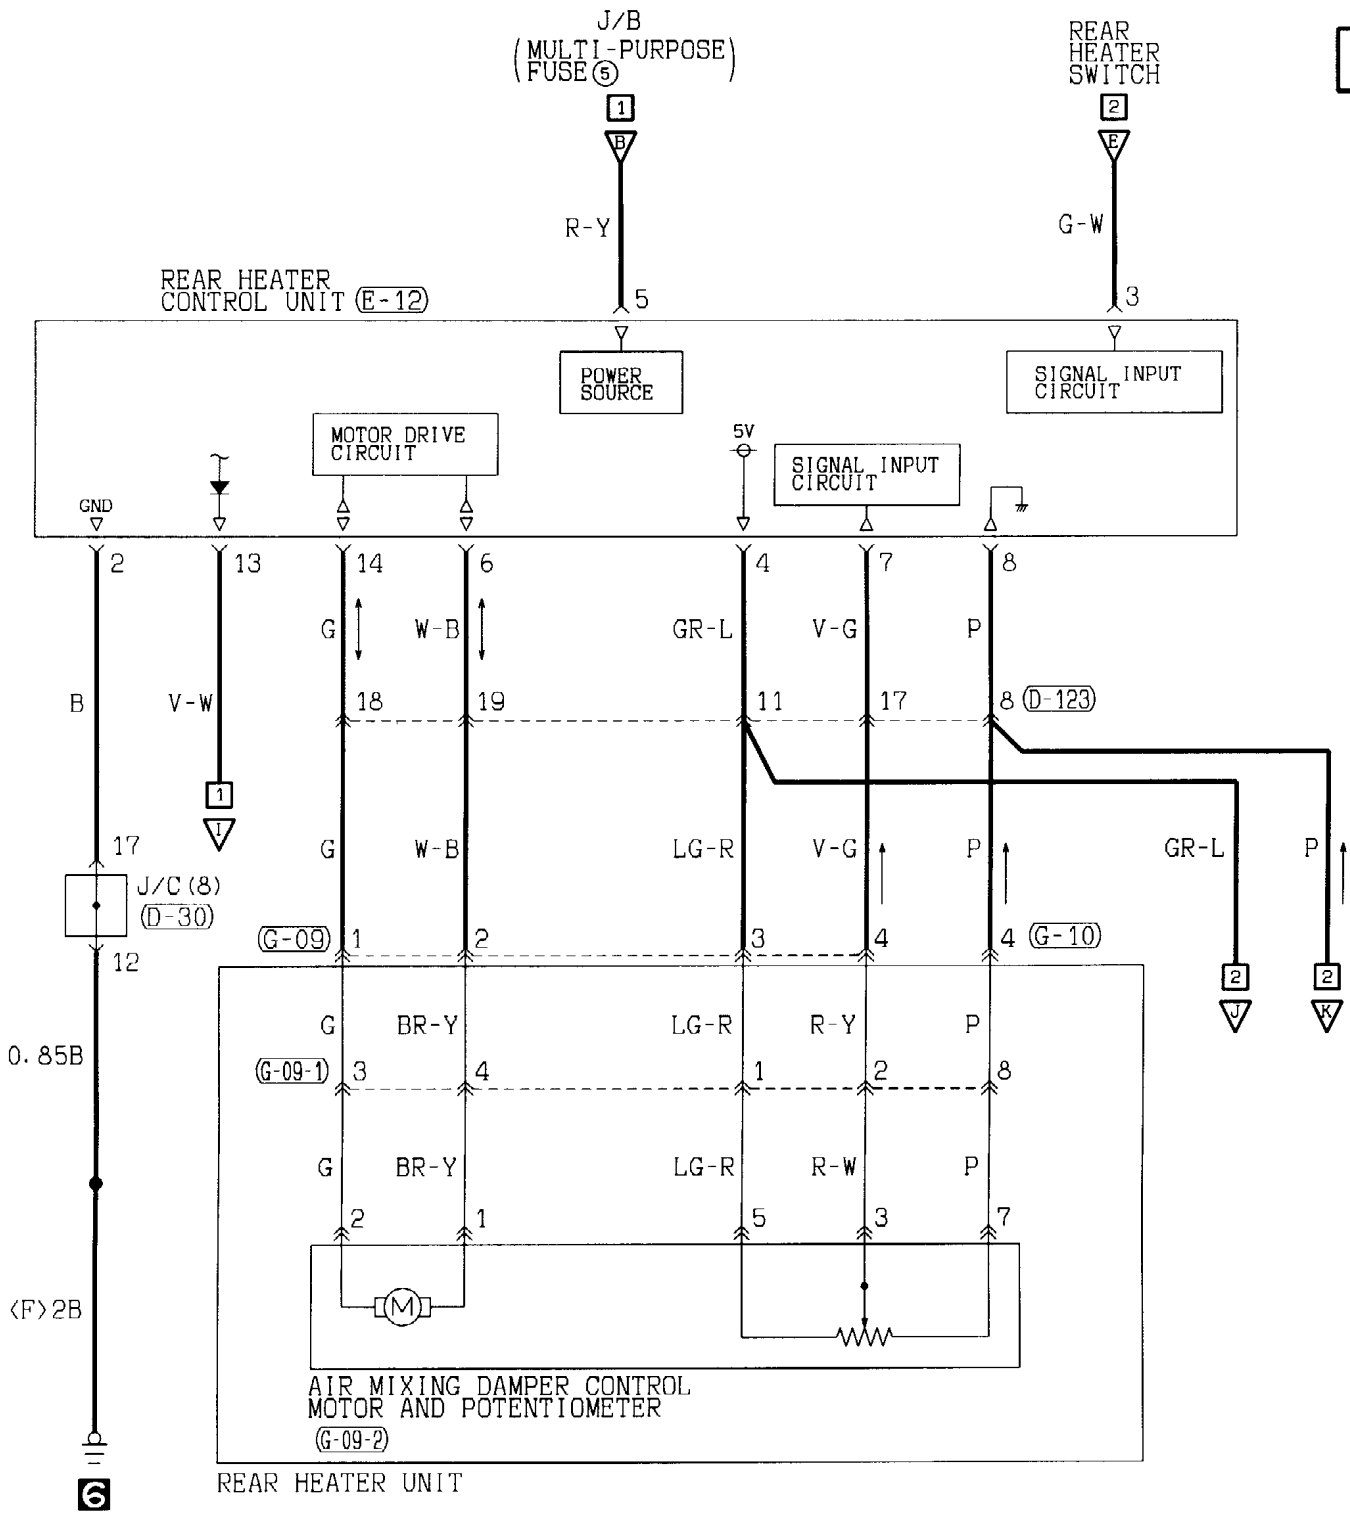 J/B
(MULTI-PURPOSE
FUSE ⑤)
REAR
HEATER
SWITCH
1
2
B
E
R-Y
G-W
REAR HEATER
CONTROL UNIT (E-12)
5
3
POWER
SOURCE
SIGNAL INPUT
CIRCUIT
MOTOR DRIVE
CIRCUIT
5V
SIGNAL INPUT
CIRCUIT
GND
2
13
14
6
4
7
8
G
W-B
GR-L
V-G
P
B
V-W
18
19
11
17
8 (D-123)
1
I
17
G
W-B
LG-R
V-G
P
GR-L
P
J/C (8)
(D-30)
12
(G-09)
1
2
3
4
4 (G-10)
2
2
J
K
G
BR-Y
LG-R
R-Y
P
0.85B
(G-09-1)
3
4
1
2
8
G
BR-Y
LG-R
R-W
P
2
1
5
3
7
<F>2B
M
AIR MIXING DAMPER CONTROL
MOTOR AND POTENTIOMETER
(G-09-2)
REAR HEATER UNIT
6